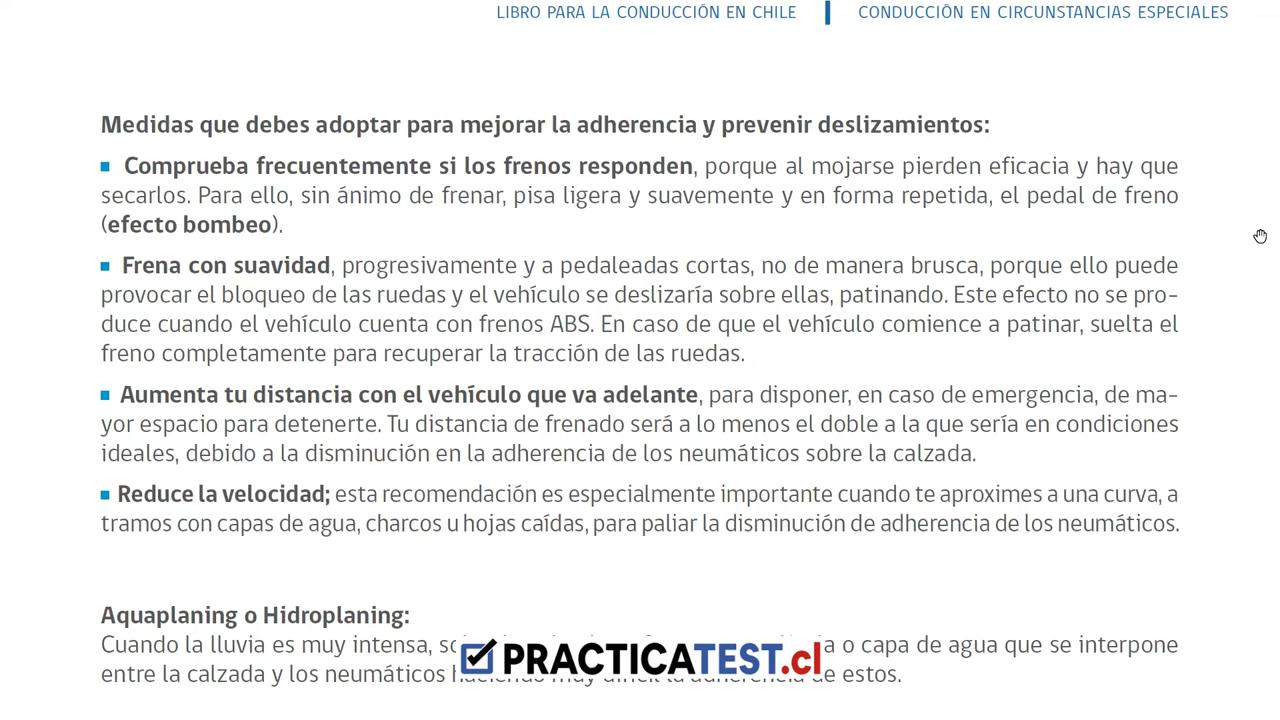 LIBRO PARA LA CONDUCCIÓN EN CHILE | CONDUCCIÓN EN CIRCUNSTANCIAS ESPECIALES
Medidas que debes adoptar para mejorar la adherencia y prevenir deslizamientos:
▪ Comprueba frecuentemente si los frenos responden, porque al mojarse pierden eficacia y hay que
secarlos. Para ello, sin ánimo de frenar, pisa ligera y suavemente y en forma repetida, el pedal de freno
(efecto bombeo).
▪ Frena con suavidad, progresivamente y a pedaleadas cortas, no de manera brusca, porque ello puede
provocar el bloqueo de las ruedas y el vehículo se deslizaría sobre ellas, patinando. Este efecto no se pro-
duce cuando el vehículo cuenta con frenos ABS. En caso de que el vehículo comience a patinar, suelta el
freno completamente para recuperar la tracción de las ruedas.
▪ Aumenta tu distancia con el vehículo que va adelante, para disponer, en caso de emergencia, de ma-
yor espacio para detenerte. Tu distancia de frenado será a lo menos el doble a la que sería en condiciones
ideales, debido a la disminución en la adherencia de los neumáticos sobre la calzada.
▪ Reduce la velocidad; esta recomendación es especialmente importante cuando te aproximes a una curva, a
tramos con capas de agua, charcos u hojas caídas, para paliar la disminución de adherencia de los neumáticos.
Aquaplaning o Hidroplaning:
Cuando la lluvia es muy intensa, o capa de agua que se interpone
entre la calzada y los neumáticos haciendo muy difícil la adherencia de estos.
PRACTICATEST.cl